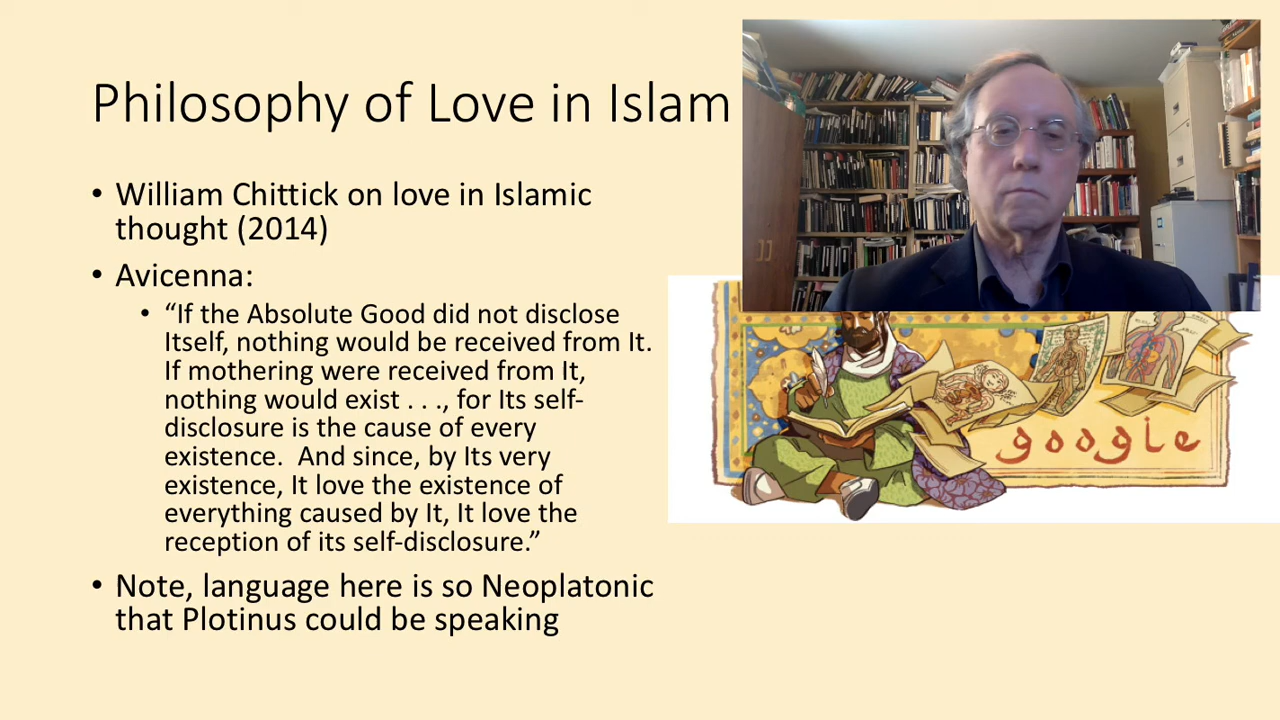 Philosophy of Love in Islam
• William Chittick on love in Islamic
thought (2014)
• Avicenna:
• “If the Absolute Good did not disclose
Itself, nothing would be received from It.
If mothering were received from It,
nothing would exist . . ., for Its self-
disclosure is the cause of every
existence.  And since, by Its very
existence, It love the existence of
everything caused by It, It love the
reception of its self-disclosure.”
• Note, language here is so Neoplatonic
that Plotinus could be speaking
google